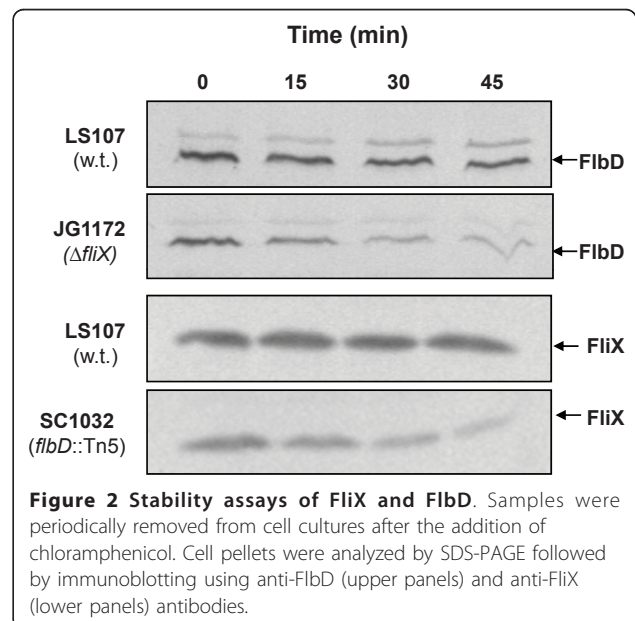 Time (min)
0 15 30 45
LS107
(w.t.)
FlbD
JG1172
(ΔfliX)
FlbD
LS107
(w.t.)
FliX
SC1032
(flbD::Tn5)
FliX
Figure 2 Stability assays of FliX and FlbD. Samples were
periodically removed from cell cultures after the addition of
chloramphenicol. Cell pellets were analyzed by SDS-PAGE followed
by immunoblotting using anti-FlbD (upper panels) and anti-FliX
(lower panels) antibodies.